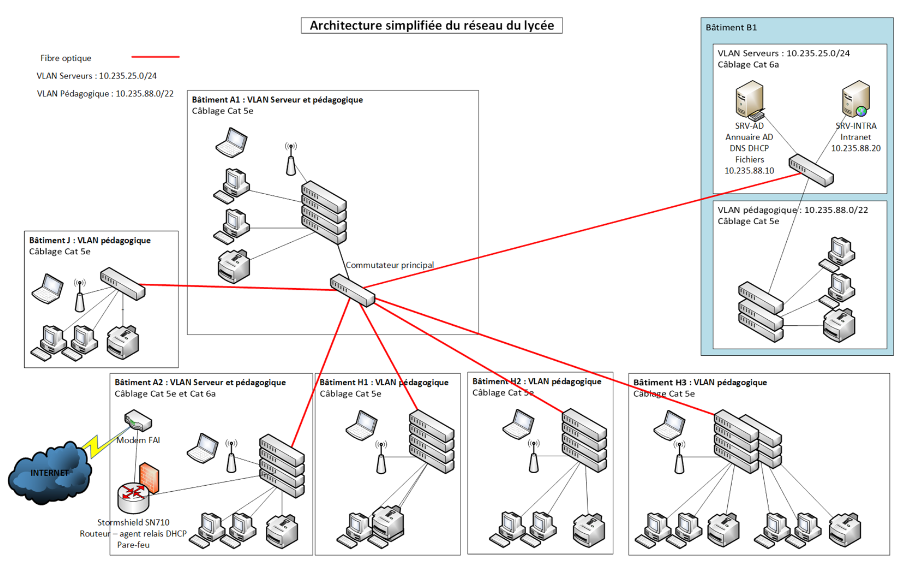 Architecture simplifiée du réseau du lycée
Fibre optique
VLAN Serveurs : 10.235.25.0/24
VLAN Pédagogique : 10.235.88.0/22
Bâtiment B1
VLAN Serveurs : 10.235.25.0/24
Câblage Cat 6a
SRV-AD
Annuaire AD
DNS DHCP
Fichiers
10.235.88.10
SRV-INTRA
Intranet
10.235.88.20
VLAN pédagogique : 10.235.88.0/22
Câblage Cat 5e
Bâtiment A1 : VLAN Serveur et pédagogique
Câblage Cat 5e
Commutateur principal
Bâtiment J : VLAN pédagogique
Câblage Cat 5e
Bâtiment A2 : VLAN Serveur et pédagogique
Câblage Cat 5e et Cat 6a
Modem FAI
INTERNET
Stormshield SN710
Routeur – agent relais DHCP
Pare-feu
Bâtiment H1 : VLAN pédagogique
Câblage Cat 5e
Bâtiment H2 : VLAN pédagogique
Câblage Cat 5e
Bâtiment H3 : VLAN pédagogique
Câblage Cat 5e